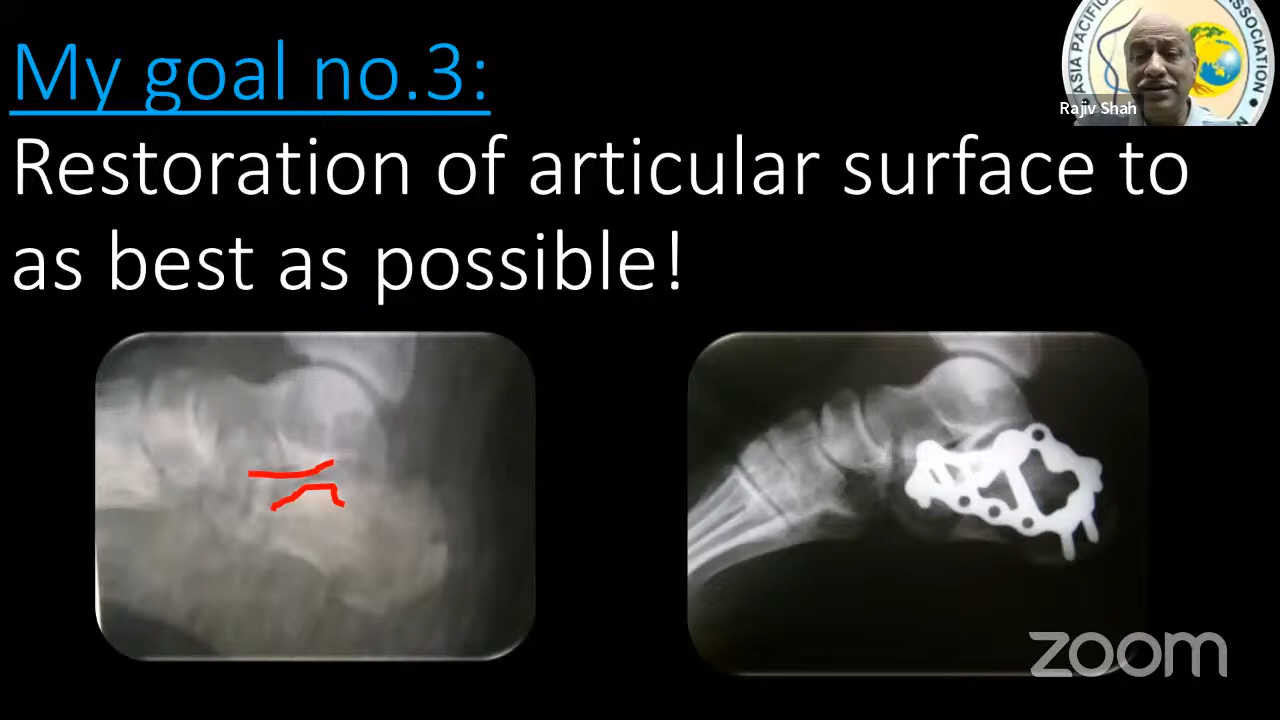 My goal no.3:
Restoration of articular surface to
as best as possible!
ASIA PACIFIC
ASSOCIATION
Rajiv Shah
zoom